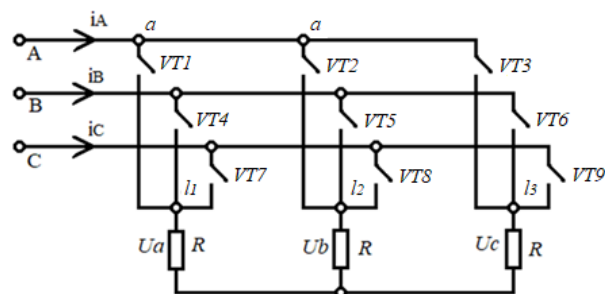 iA a a
A VT1 VT2 VT3
iB
B VT4 VT5 VT6
iC
C VT7 VT8 VT9
l1 l2 l3
Ua R Ub R Uc R